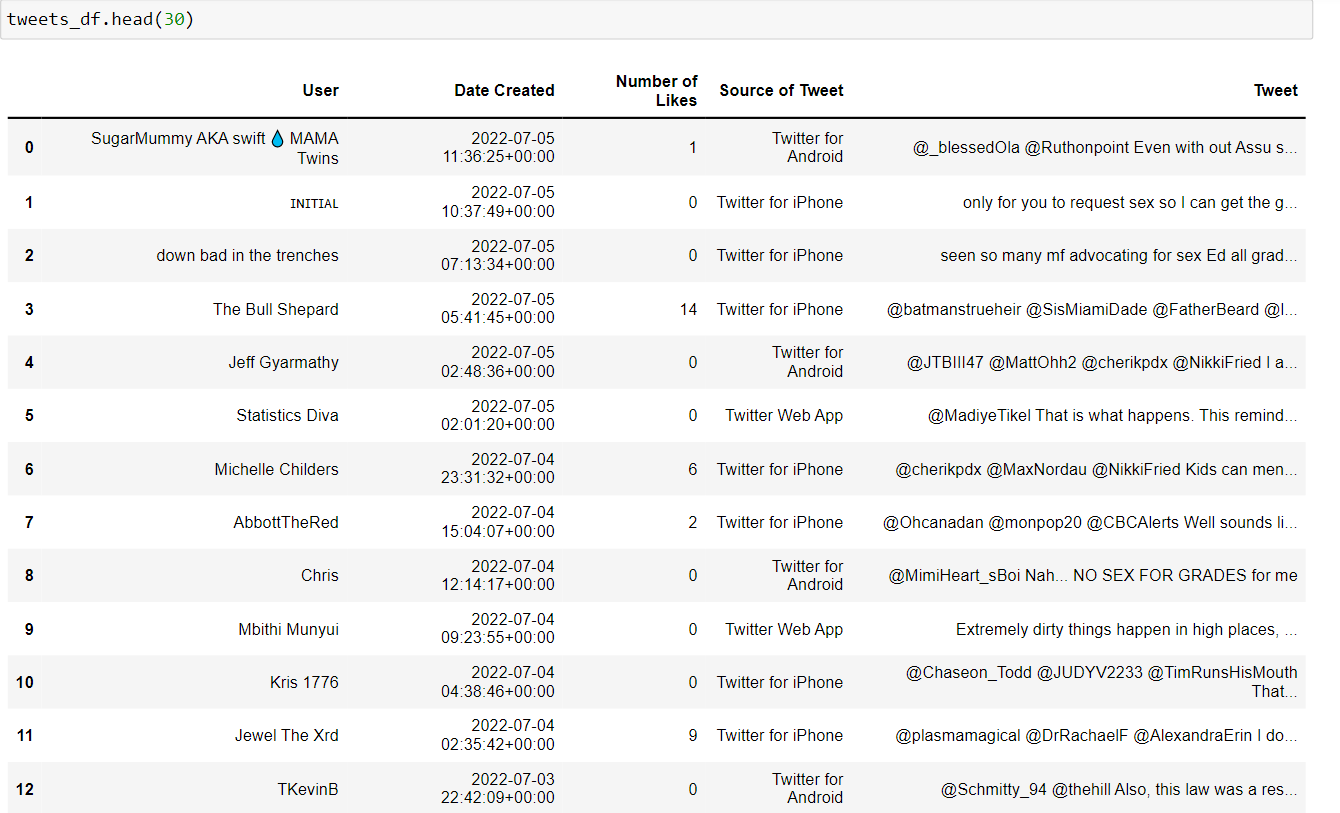 tweets_df.head(30)
User Date Created Number of Likes Source of Tweet Tweet
0 SugarMummy AKA swift 💧 MAMA Twins 2022-07-05 11:36:25+00:00 1 Twitter for Android @_blessedOla @Ruthonpoint Even with out Assu s...
1 ɪɴɪᴛɪᴀʟ 2022-07-05 10:37:49+00:00 0 Twitter for iPhone only for you to request sex so I can get the g...
2 down bad in the trenches 2022-07-05 07:13:34+00:00 0 Twitter for iPhone seen so many mf advocating for sex Ed all grad...
3 The Bull Shepard 2022-07-05 05:41:45+00:00 14 Twitter for iPhone @batmanstrueheir @SisMiamiDade @FatherBeard @I...
4 Jeff Gyarmathy 2022-07-05 02:48:36+00:00 0 Twitter for Android @JTBIII47 @MattOhh2 @cherikpdx @NikkiFried I a...
5 Statistics Diva 2022-07-05 02:01:20+00:00 0 Twitter Web App @MadiyeTikel That is what happens. This remind...
6 Michelle Childers 2022-07-04 23:31:32+00:00 6 Twitter for iPhone @cherikpdx @MaxNordau @NikkiFried Kids can men...
7 AbbottTheRed 2022-07-04 15:04:07+00:00 2 Twitter for iPhone @Ohcanadan @monpop20 @CBCAlerts Well sounds li...
8 Chris 2022-07-04 12:14:17+00:00 0 Twitter for Android @MimiHeart_sBoi Nah... NO SEX FOR GRADES for me
9 Mbithi Munyui 2022-07-04 09:23:55+00:00 0 Twitter Web App Extremely dirty things happen in high places, ...
10 Kris 1776 2022-07-04 04:38:46+00:00 0 Twitter for iPhone @Chaseon_Todd @JUDYV2233 @TimRunsHisMouth That...
11 Jewel The Xrd 2022-07-04 02:35:42+00:00 9 Twitter for iPhone @plasmamagical @DrRachaelF @AlexandraErin I do...
12 TKevinB 2022-07-03 22:42:09+00:00 0 Twitter for Android @Schmitty_94 @thehill Also, this law was a res...